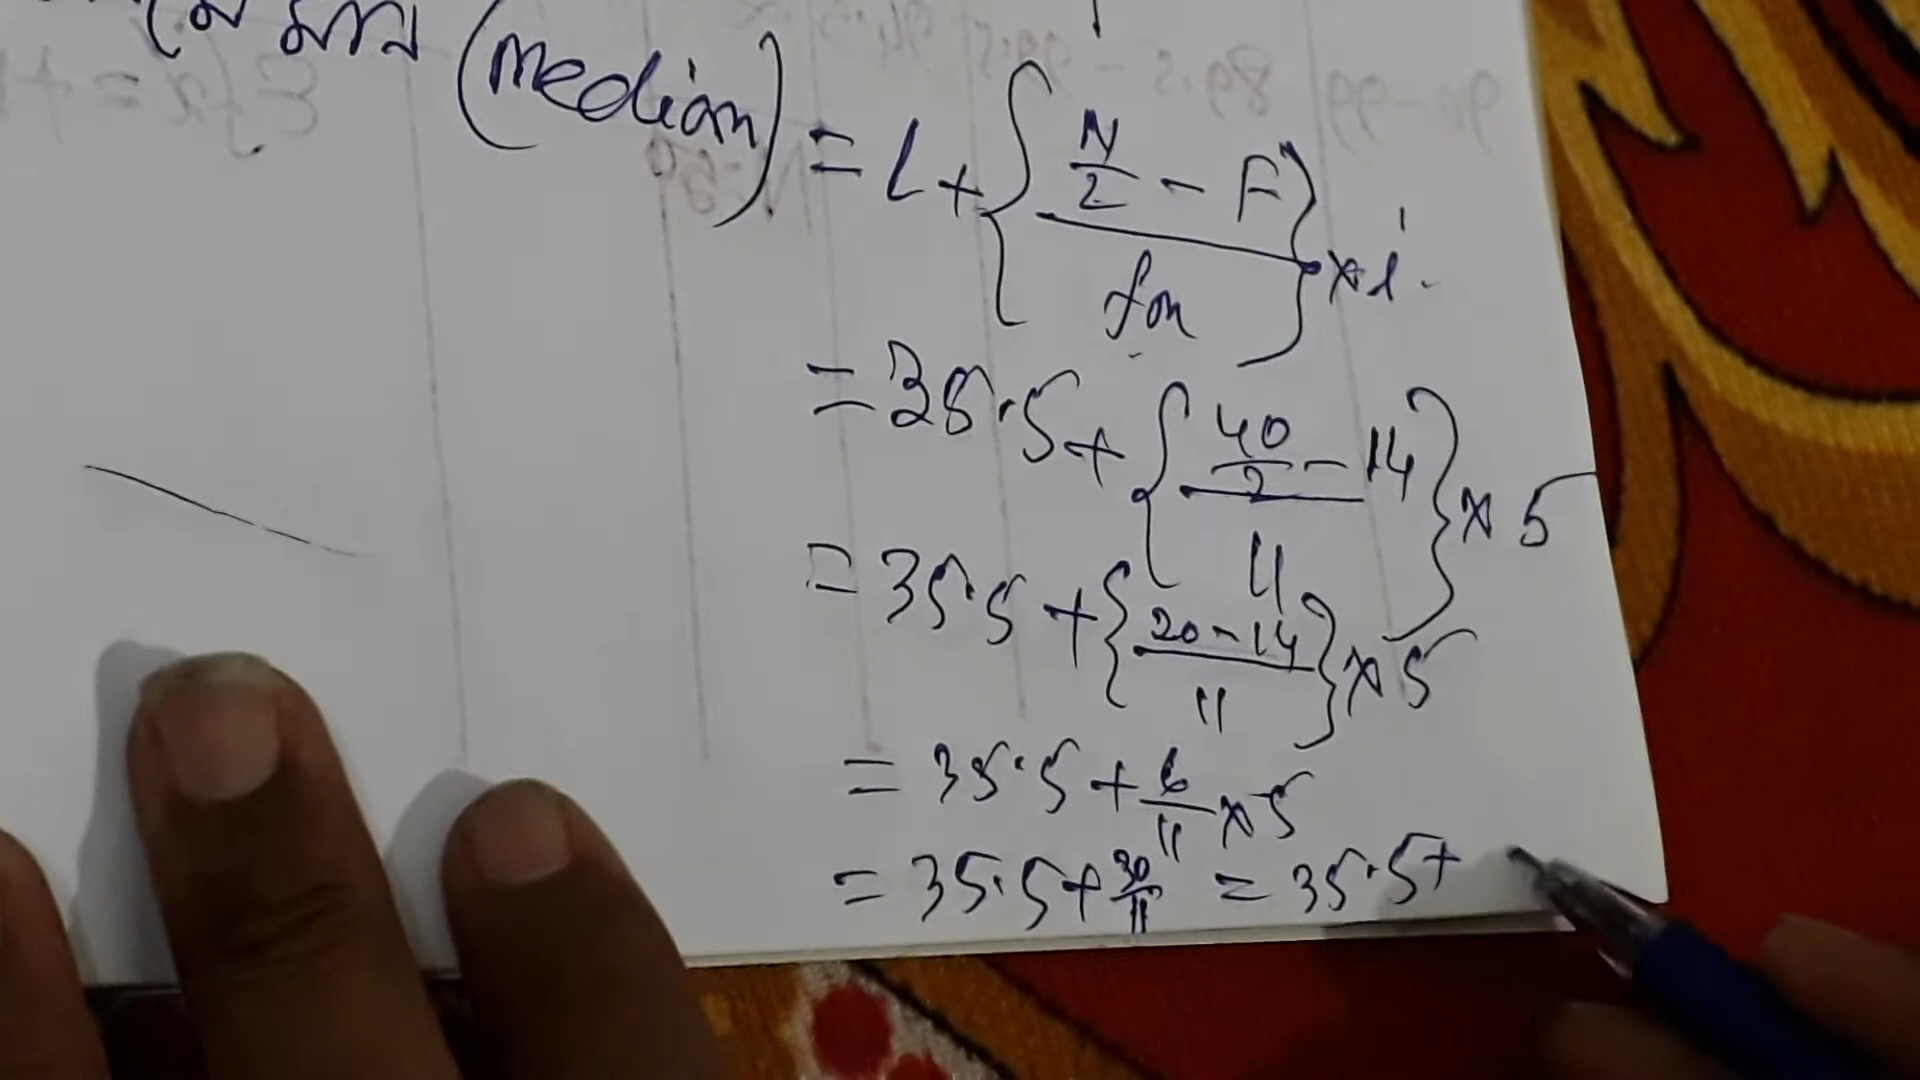 মান (Median) = L + { (N/2 - F) / fm } × i
= 35.5 + { (40/2 - 14) / 11 } × 5
= 35.5 + { (20 - 14) / 11 } × 5
= 35.5 + 6/11 × 5
= 35.5 + 30/11 = 35.5 +